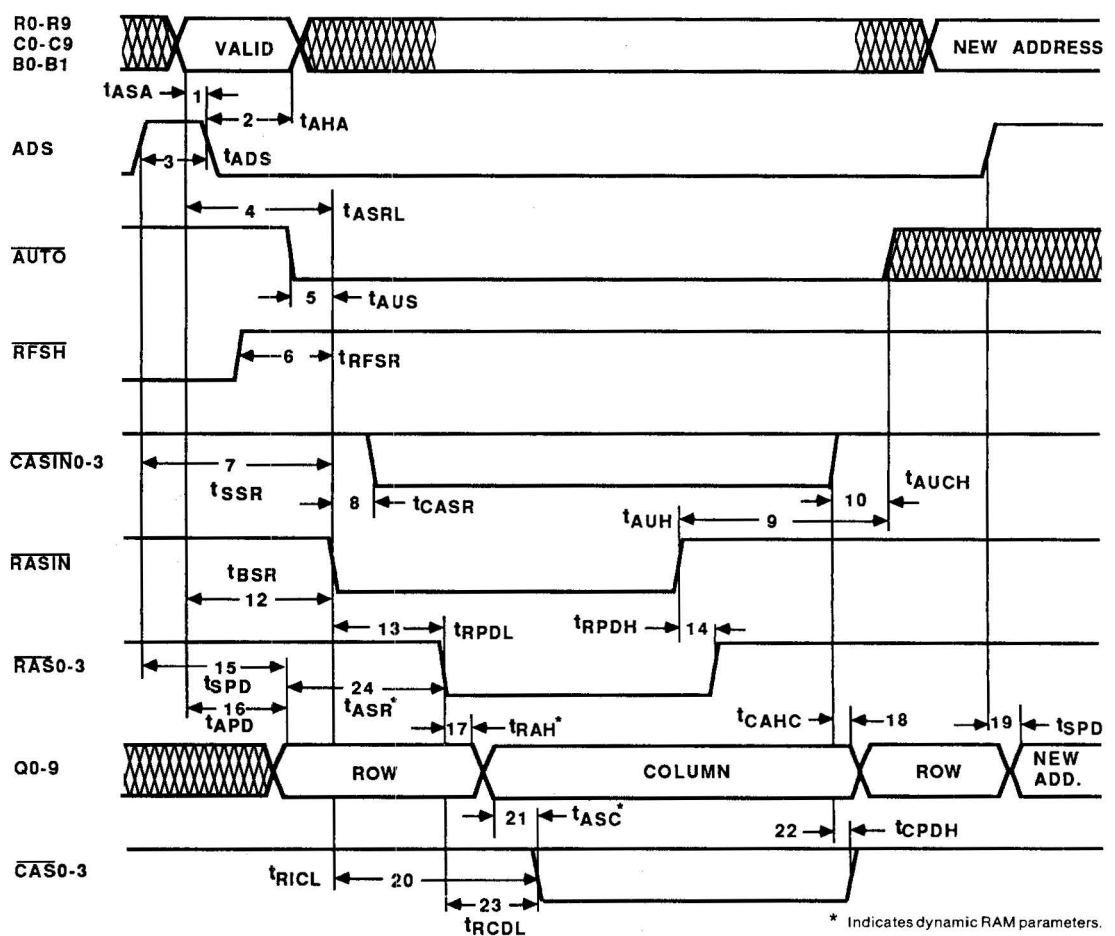 R0-R9
C0-C9
B0-B1
VALID
NEW ADDRESS
tASA
1
2
tAHA
ADS
3
tADS
4
tASRL
AUTO
5
tAUS
RFSH
6
tRFSR
CASIN0-3
7
tSSR
8
tCASR
tAUH
9
10
tAUCH
RASIN
tBSR
12
13
tRPDL
tRPDH
14
RAS0-3
15
tSPD
24
tASR*
16
tAPD
17
tRAH*
tCAHC
18
19
tSPD
Q0-9
ROW
COLUMN
ROW
NEW
ADD.
21
tASC*
22
tCPDH
CAS0-3
tRICL
20
23
tRCDL
* Indicates dynamic RAM parameters.